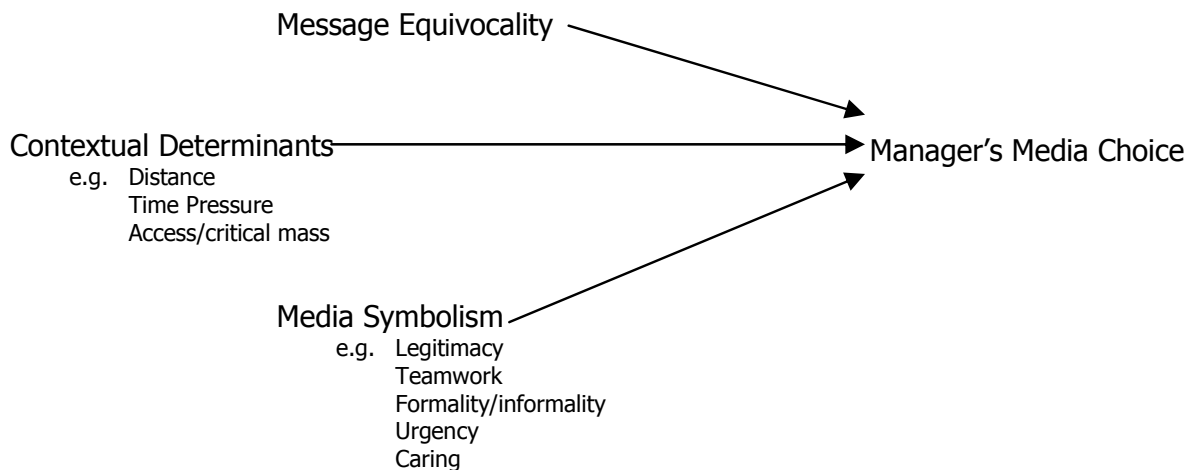 Message Equivocality
Contextual Determinants
e.g. Distance
Time Pressure
Access/critical mass
Manager’s Media Choice
Media Symbolism
e.g. Legitimacy
Teamwork
Formality/informality
Urgency
Caring